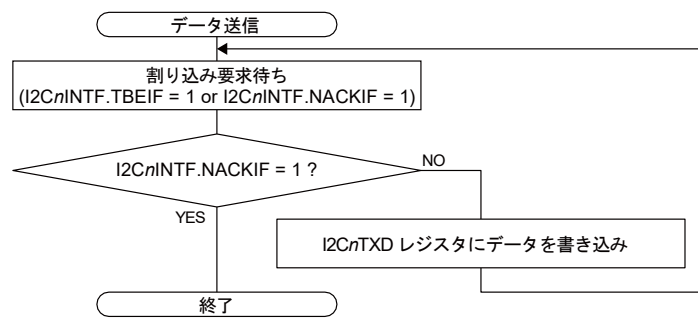 データ送信
割り込み要求待ち
(I2CnINTF.TBEIF = 1 or I2CnINTF.NACKIF = 1)
I2CnINTF.NACKIF = 1 ?
NO
YES
I2CnTXD レジスタにデータを書き込み
終了